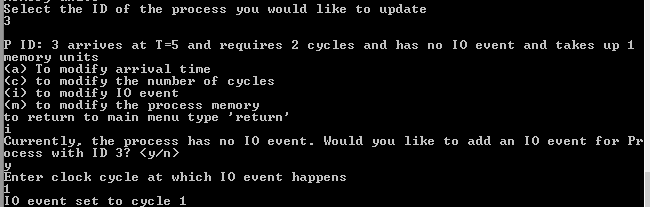 Select the ID of the process you would like to update
3
P ID: 3 arrives at T=5 and requires 2 cycles and has no IO event and takes up 1
memory units
(a) To modify arrival time
(c) to modify the number of cycles
(i) to modify IO event
(m) to modify the process memory
to return to main menu type 'return'
i
Currently, the process has no IO event. Would you like to add an IO event for Pr
ocess with ID 3? <y/n>
y
Enter clock cycle at which IO event happens
1
IO event set to cycle 1